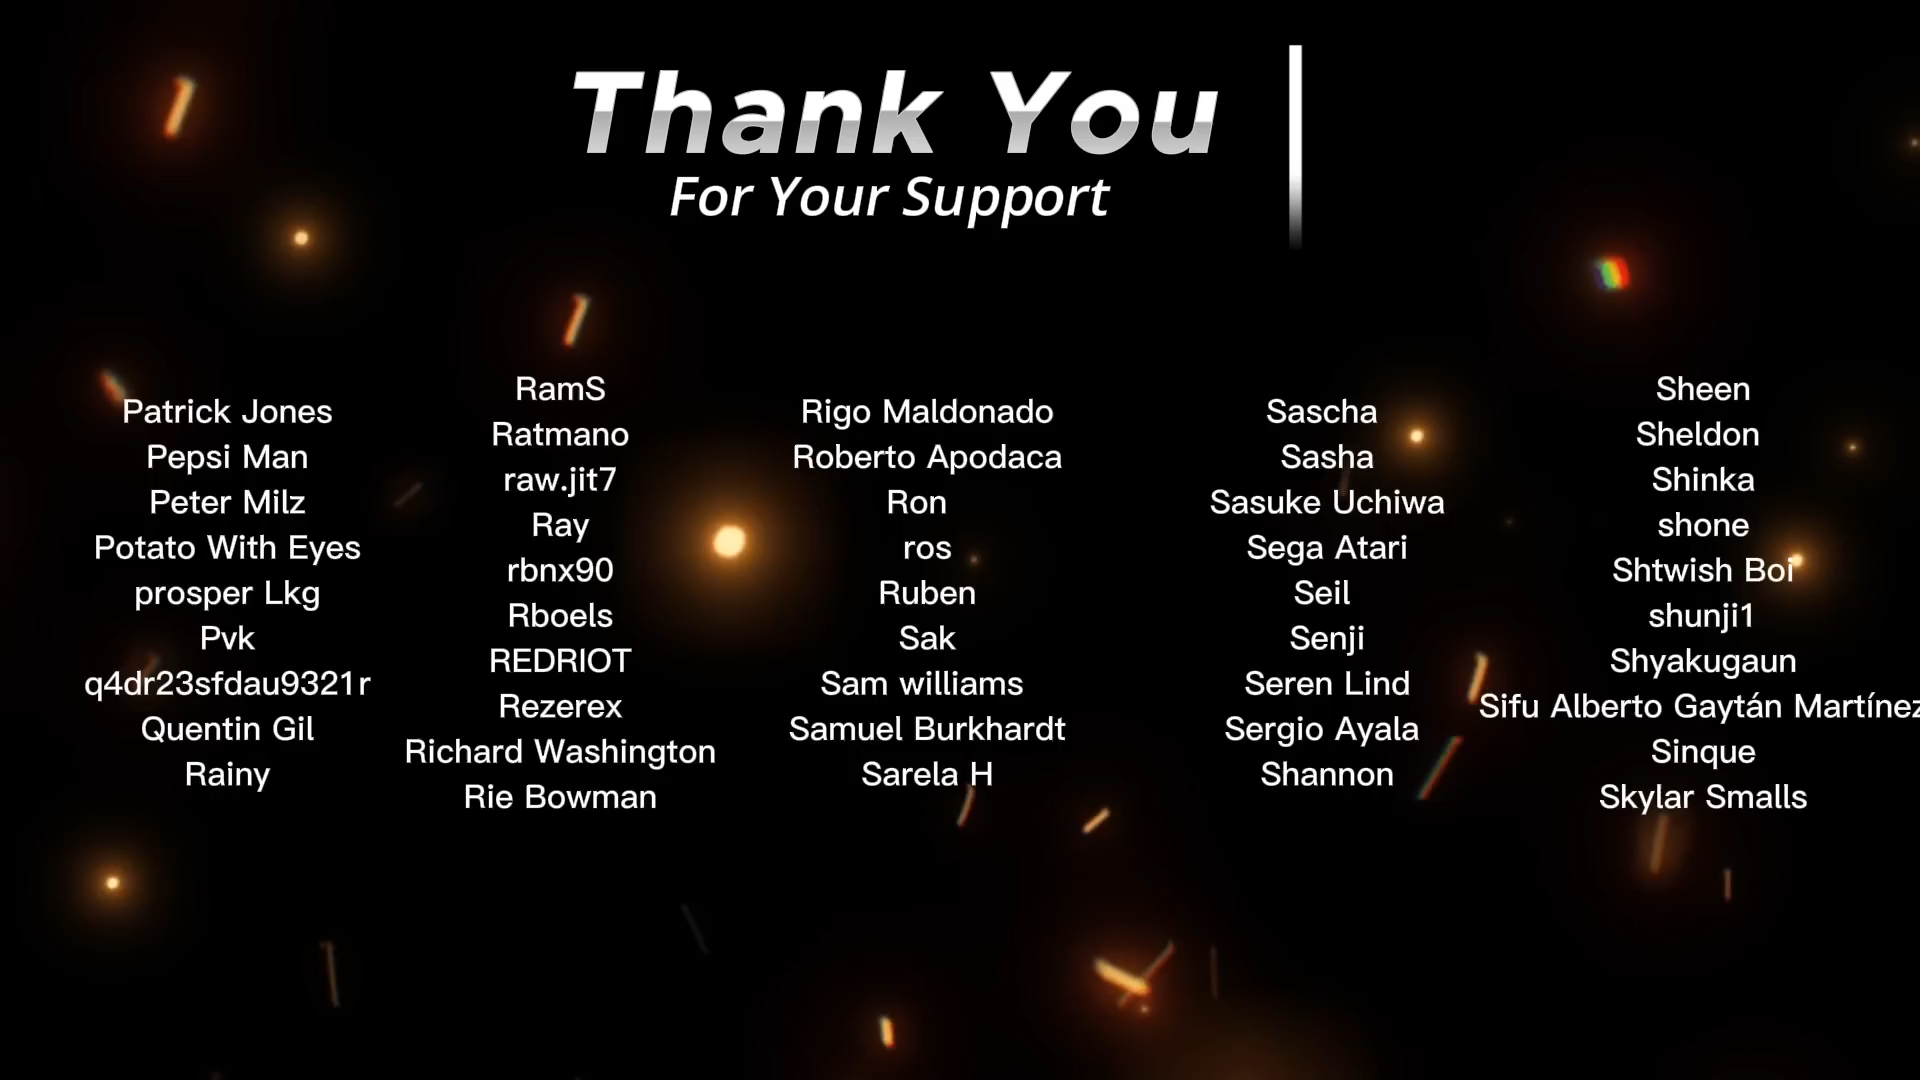 Thank You
For Your Support
Patrick Jones
Pepsi Man
Peter Milz
Potato With Eyes
prosper Lkg
Pvk
q4dr23sfdau9321r
Quentin Gil
Rainy
RamS
Ratmano
raw.jit7
Ray
rbnx90
Rboels
REDRIOT
Rezerex
Richard Washington
Rie Bowman
Rigo Maldonado
Roberto Apodaca
Ron
ros
Ruben
Sak
Sam williams
Samuel Burkhardt
Sarela H
Sascha
Sasha
Sasuke Uchiwa
Sega Atari
Seil
Senji
Seren Lind
Sergio Ayala
Shannon
Sheen
Sheldon
Shinka
shone
Shtwish Boi
shunji1
Shyakugaun
Sifu Alberto Gaytán Martínez
Sinque
Skylar Smalls